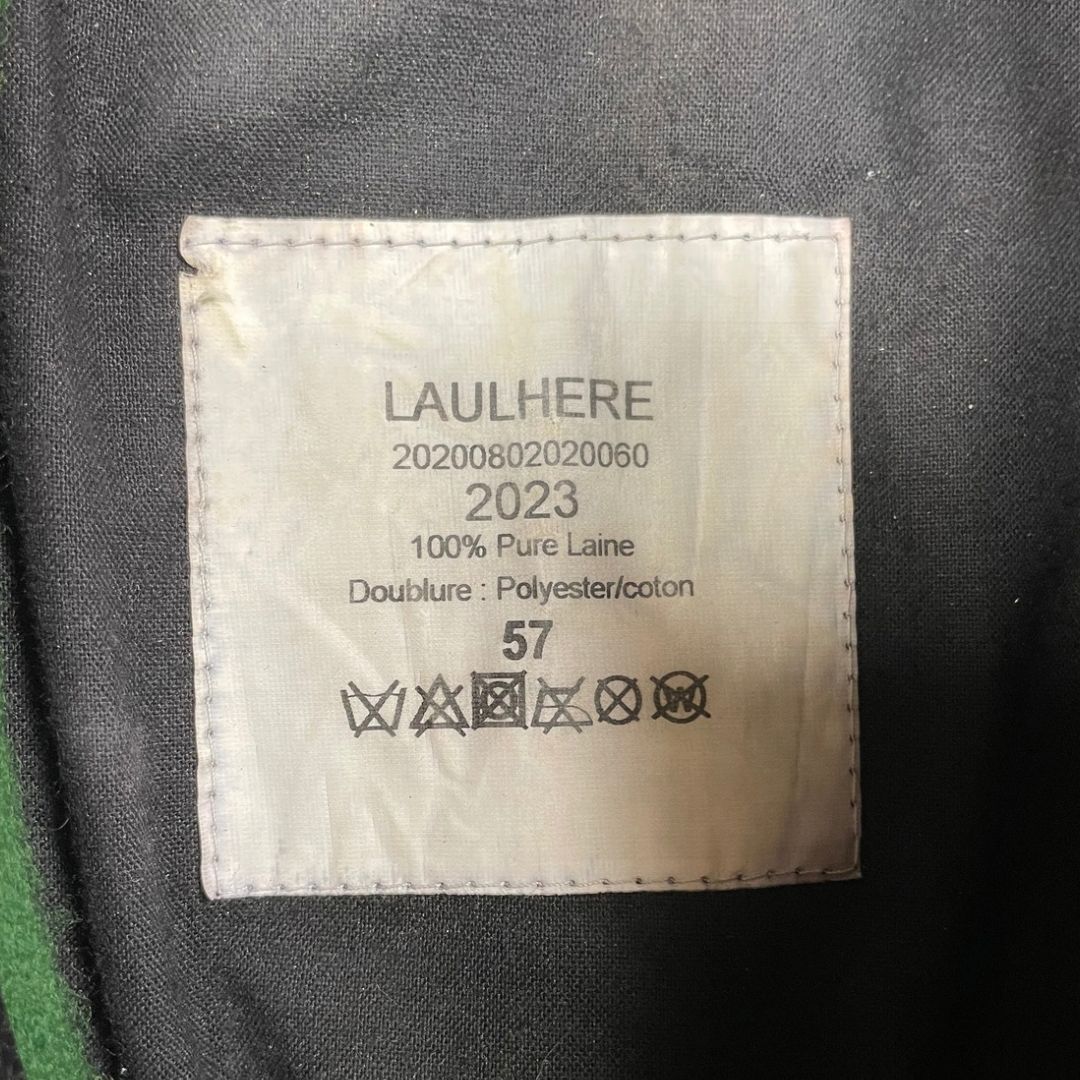 LAULHERE
20200802020060
2023
100% Pure Laine
Doublure : Polyester/coton
57
W